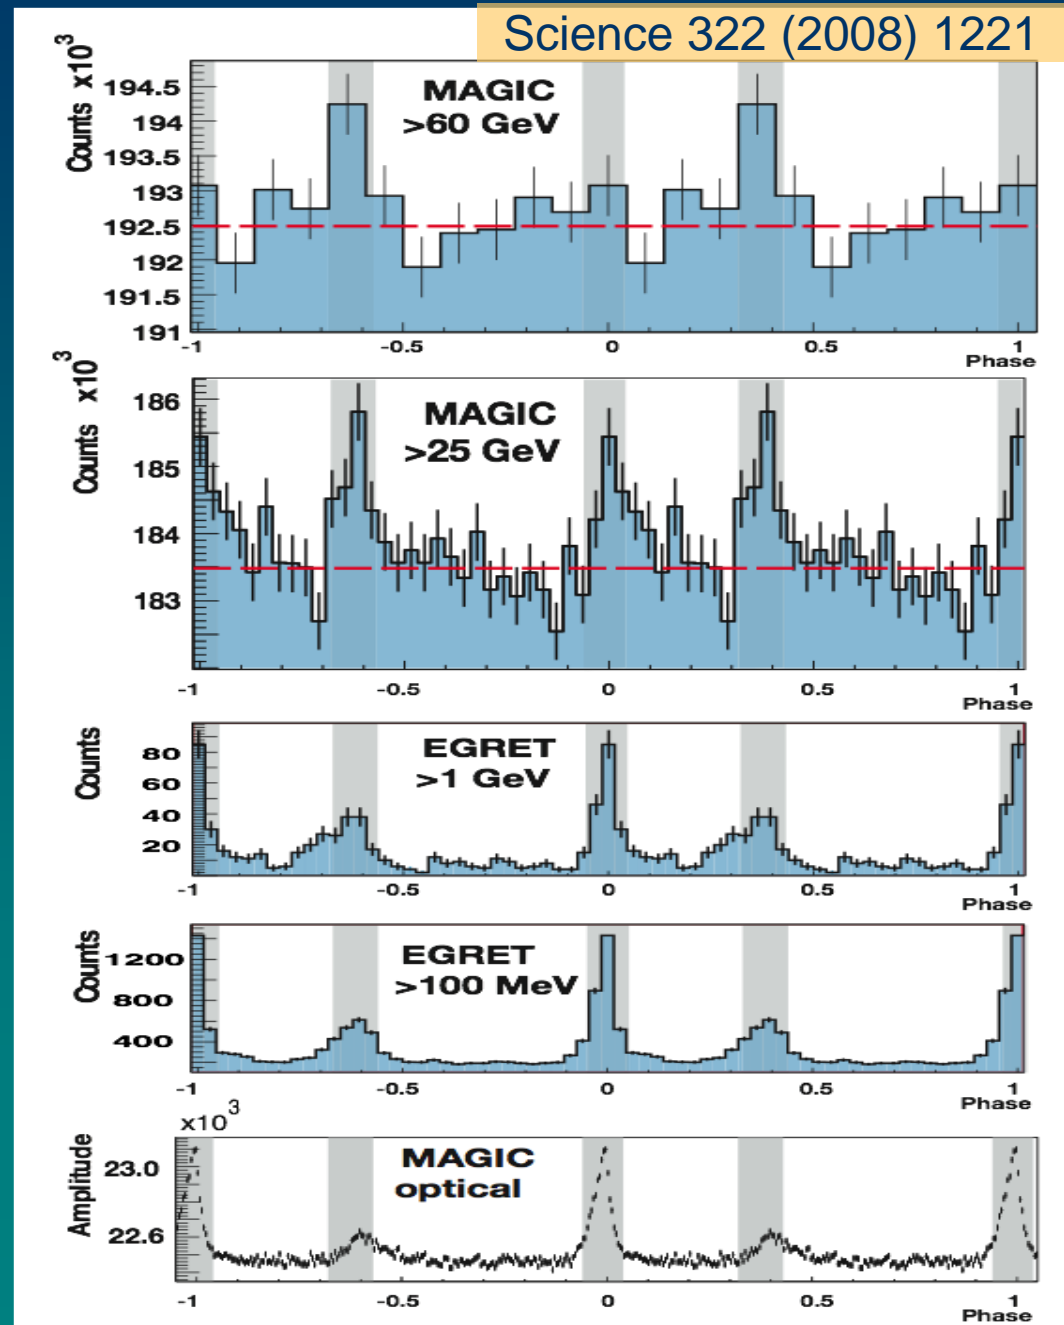 Science 322 (2008) 1221
Counts x10³
MAGIC
>60 GeV
194.5
194
193.5
193
192.5
192
191.5
191
-1
-0.5
0
0.5
1
Phase
Counts x10³
MAGIC
>25 GeV
186
185
184
183
-1
-0.5
0
0.5
1
Phase
Counts
EGRET
>1 GeV
80
60
40
20
-1
-0.5
0
0.5
1
Phase
Counts
EGRET
>100 MeV
1200
800
400
-1
-0.5
0
0.5
1
Phase
x10³
Amplitude
MAGIC
optical
23.0
22.6
-1
-0.5
0
0.5
1
Phase